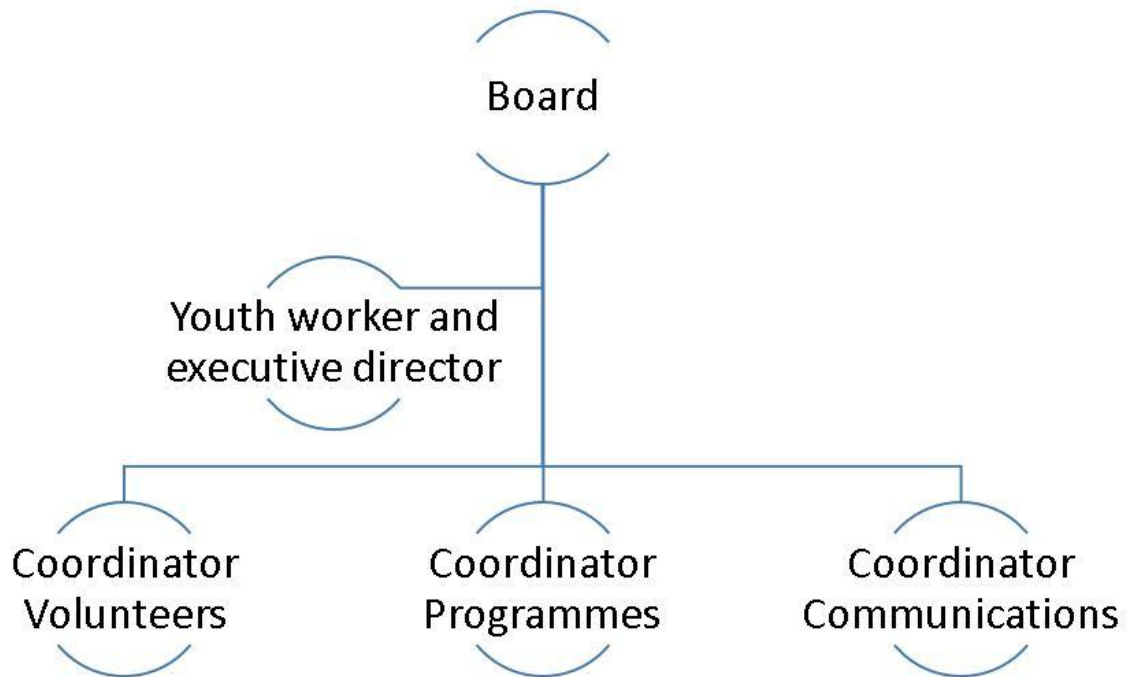 Board
Youth worker and
executive director
Coordinator
Volunteers
Coordinator
Programmes
Coordinator
Communications